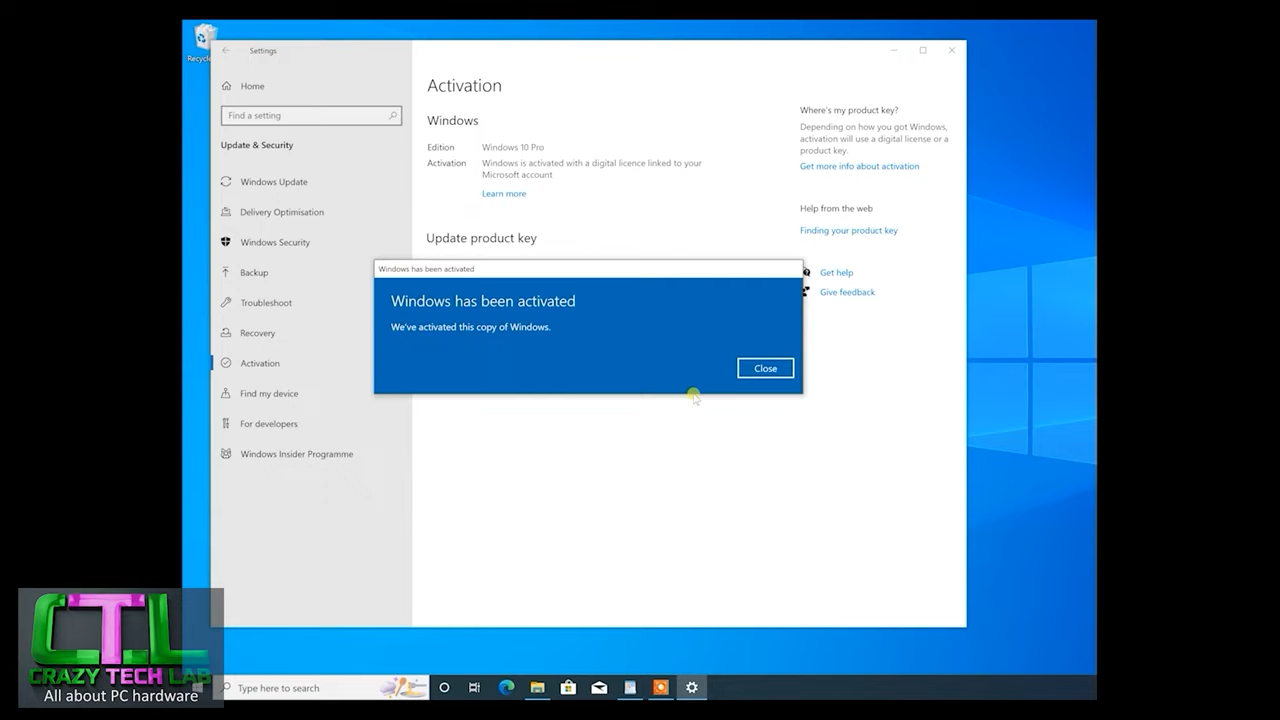 Recycle
Settings
Home
Find a setting
Update & Security
Windows Update
Delivery Optimisation
Windows Security
Backup
Troubleshoot
Recovery
Activation
Find my device
For developers
Windows Insider Programme
Activation
Windows
Edition Windows 10 Pro
Activation Windows is activated with a digital licence linked to your
Microsoft account
Learn more
Update product key
Where's my product key?
Depending on how you got Windows,
activation will use a digital license or a
product key.
Get more info about activation
Help from the web
Finding your product key
Get help
Give feedback
Windows has been activated
Windows has been activated
We've activated this copy of Windows.
Close
CTL
CRAZY TECH LAB
All about PC hardware
Type here to search